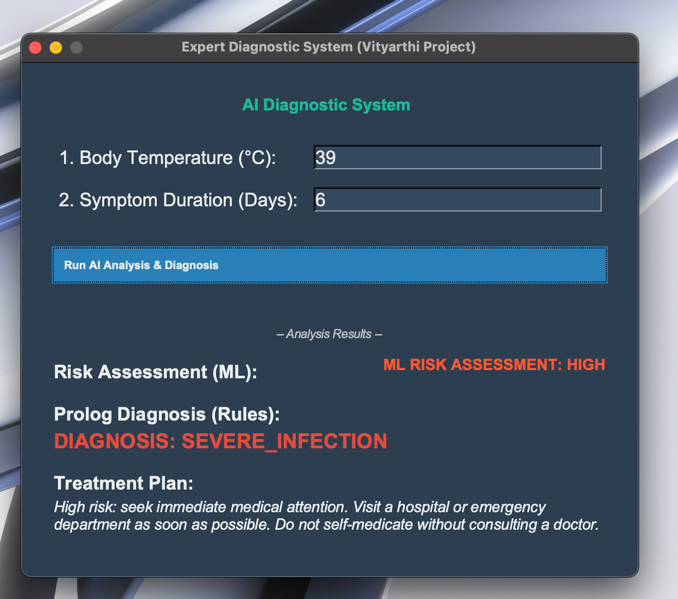 Expert Diagnostic System (Vityarthi Project)
AI Diagnostic System
1. Body Temperature (°C): 39
2. Symptom Duration (Days): 6
Run AI Analysis & Diagnosis
-- Analysis Results --
Risk Assessment (ML): ML RISK ASSESSMENT: HIGH
Prolog Diagnosis (Rules):
DIAGNOSIS: SEVERE_INFECTION
Treatment Plan:
High risk: seek immediate medical attention. Visit a hospital or emergency
department as soon as possible. Do not self-medicate without consulting a doctor.